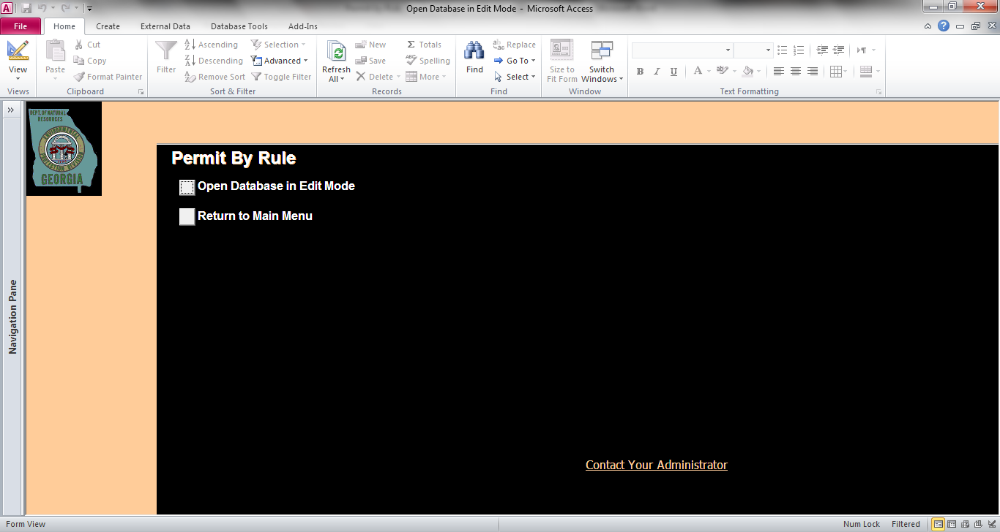 Open Database in Edit Mode - Microsoft Access
File Home Create External Data Database Tools Add-Ins
View
Views
Paste
Cut
Copy
Format Painter
Clipboard
Filter
Ascending
Descending
Remove Sort
Selection
Advanced
Toggle Filter
Sort & Filter
Refresh
All
New
Save
Delete
Totals
Spelling
More
Records
Find
Replace
Go To
Select
Find
Size to
Fit Form
Switch
Windows
Window
B I U A
Text Formatting
Navigation Pane
DEPT. OF NATURAL
RESOURCES
ENVIRONMENTAL
PROTECTION DIVISION
GEORGIA
Permit By Rule
Open Database in Edit Mode
Return to Main Menu
Contact Your Administrator
Form View
Num Lock Filtered